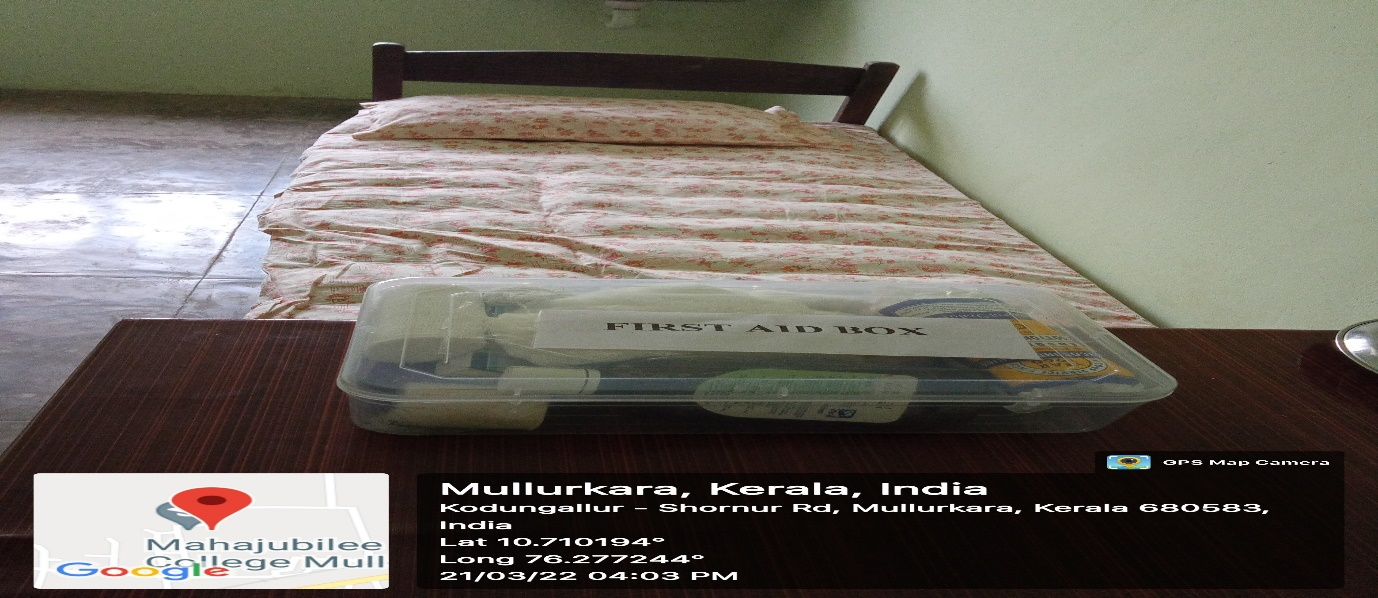 FIRST AID BOX
GPS Map Camera
Mullurkara, Kerala, India
Kodungallur - Shornur Rd, Mullurkara, Kerala 680583,
India
Lat 10.710194°
Long 76.277244°
21/03/22 04:03 PM
Mahajubilee
College Mull
Google